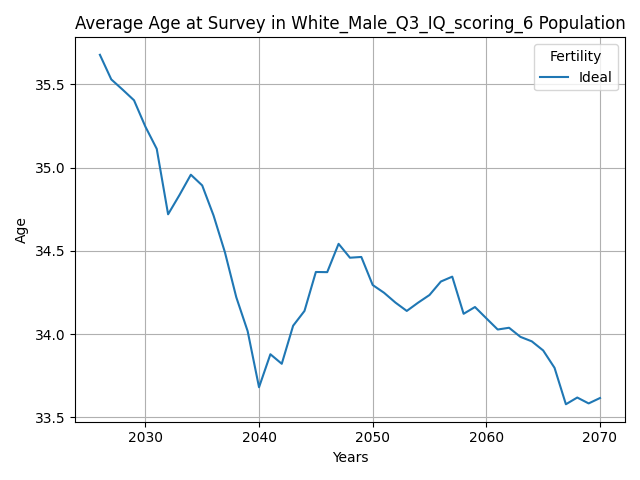 Average Age at Survey in White_Male_Q3_IQ_scoring_6 Population
Fertility
Ideal
35.5
35.0
34.5
34.0
33.5
Age
2030
2040
2050
2060
2070
Years